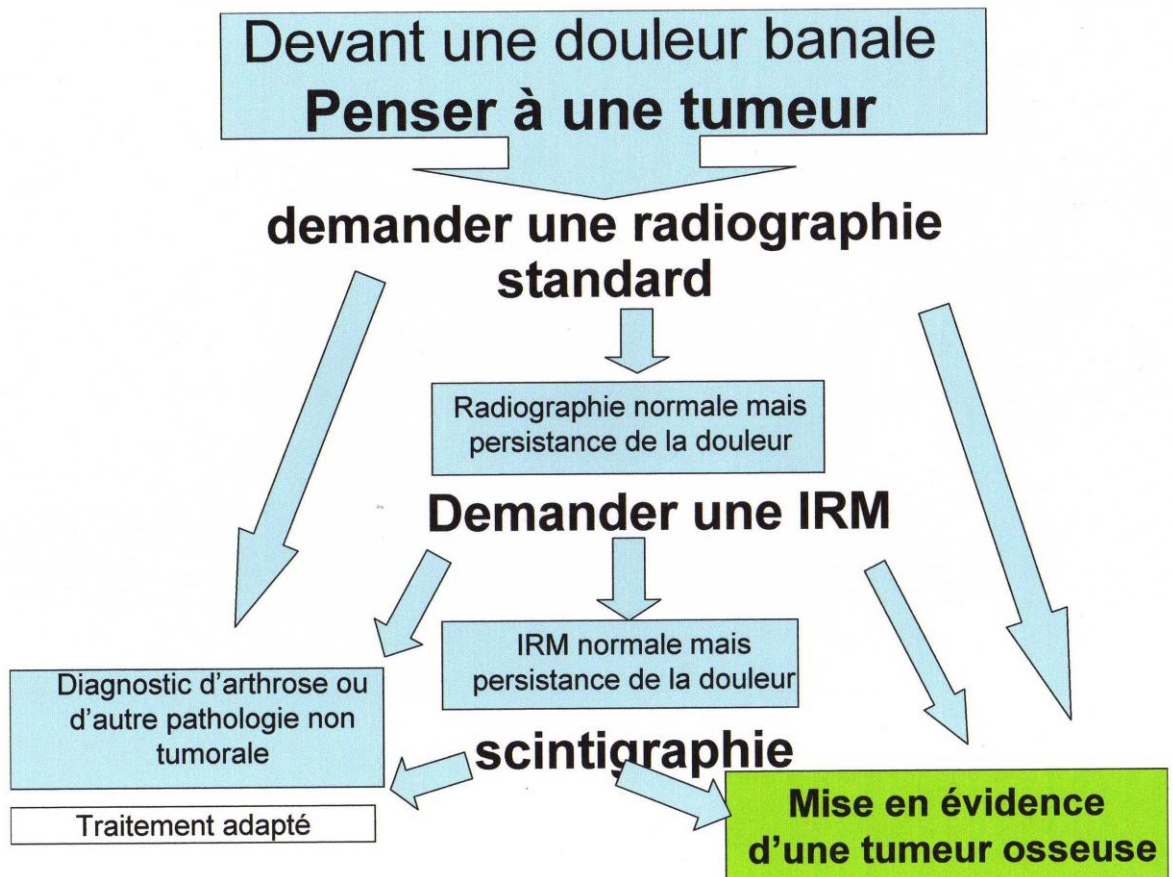 Devant une douleur banale
Penser à une tumeur
demander une radiographie
standard
Radiographie normale mais
persistance de la douleur
Demander une IRM
IRM normale mais
persistance de la douleur
Diagnostic d'arthrose ou
d'autre pathologie non
tumorale
scintigraphie
Traitement adapté
Mise en évidence
d'une tumeur osseuse